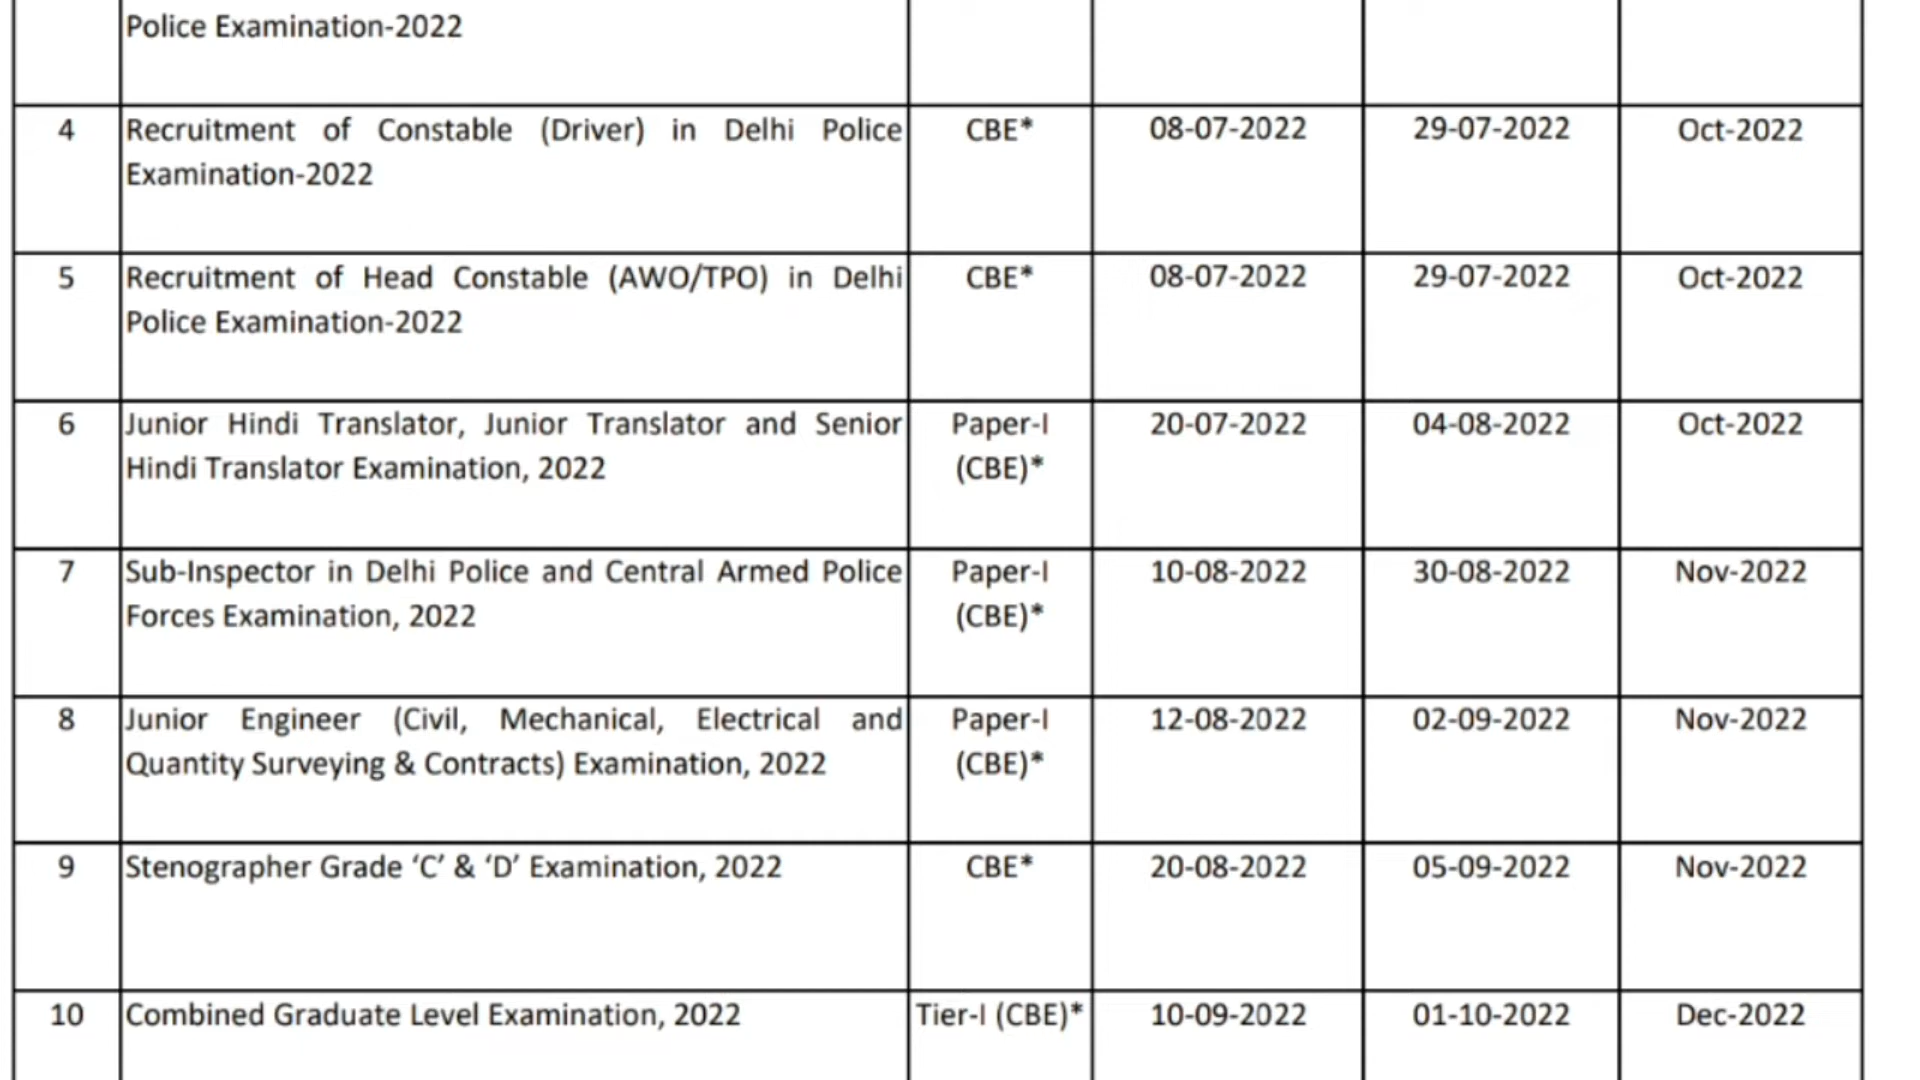 Police Examination-2022
4 Recruitment of Constable (Driver) in Delhi Police CBE* 08-07-2022 29-07-2022 Oct-2022
Examination-2022
5 Recruitment of Head Constable (AWO/TPO) in Delhi CBE* 08-07-2022 29-07-2022 Oct-2022
Police Examination-2022
6 Junior Hindi Translator, Junior Translator and Senior Paper-I 20-07-2022 04-08-2022 Oct-2022
Hindi Translator Examination, 2022 (CBE)*
7 Sub-Inspector in Delhi Police and Central Armed Police Paper-I 10-08-2022 30-08-2022 Nov-2022
Forces Examination, 2022 (CBE)*
8 Junior Engineer (Civil, Mechanical, Electrical and Paper-I 12-08-2022 02-09-2022 Nov-2022
Quantity Surveying & Contracts) Examination, 2022 (CBE)*
9 Stenographer Grade ‘C’ & ‘D’ Examination, 2022 CBE* 20-08-2022 05-09-2022 Nov-2022
10 Combined Graduate Level Examination, 2022 Tier-I (CBE)* 10-09-2022 01-10-2022 Dec-2022